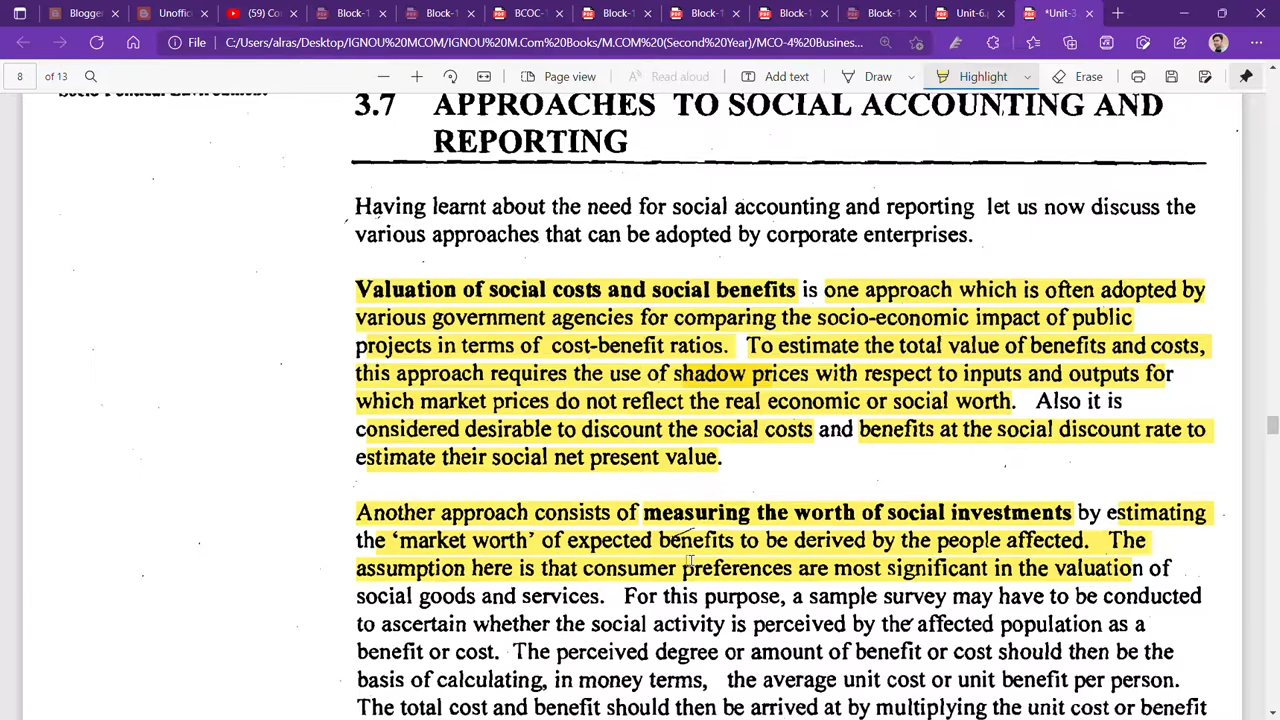 Blogger
Unoffici
(59) Co
Block-1
Block-1
BCOC-1
Block-1
Block-1
Block-1
Block-1
Unit-6.p
*Unit-3
File C:/Users/alras/Desktop/IGNOU%20MCOM/IGNOU%20M.Com%20Books/M.COM%20(Second%20Year)/MCO-4%20Business...
8 of 13 Page view Read aloud Add text Draw Highlight Erase
3.7 APPROACHES TO SOCIAL ACCOUNTING AND
REPORTING
Having learnt about the need for social accounting and reporting let us now discuss the
various approaches that can be adopted by corporate enterprises.
Valuation of social costs and social benefits is one approach which is often adopted by
various government agencies for comparing the socio-economic impact of public
projects in terms of cost-benefit ratios. To estimate the total value of benefits and costs,
this approach requires the use of shadow prices with respect to inputs and outputs for
which market prices do not reflect the real economic or social worth. Also it is
considered desirable to discount the social costs and benefits at the social discount rate to
estimate their social net present value.
Another approach consists of measuring the worth of social investments by estimating
the ‘market worth’ of expected benefits to be derived by the people affected. The
assumption here is that consumer preferences are most significant in the valuation of
social goods and services. For this purpose, a sample survey may have to be conducted
to ascertain whether the social activity is perceived by the affected population as a
benefit or cost. The perceived degree or amount of benefit or cost should then be the
basis of calculating, in money terms, the average unit cost or unit benefit per person.
The total cost and benefit should then be arrived at by multiplying the unit cost or benefit